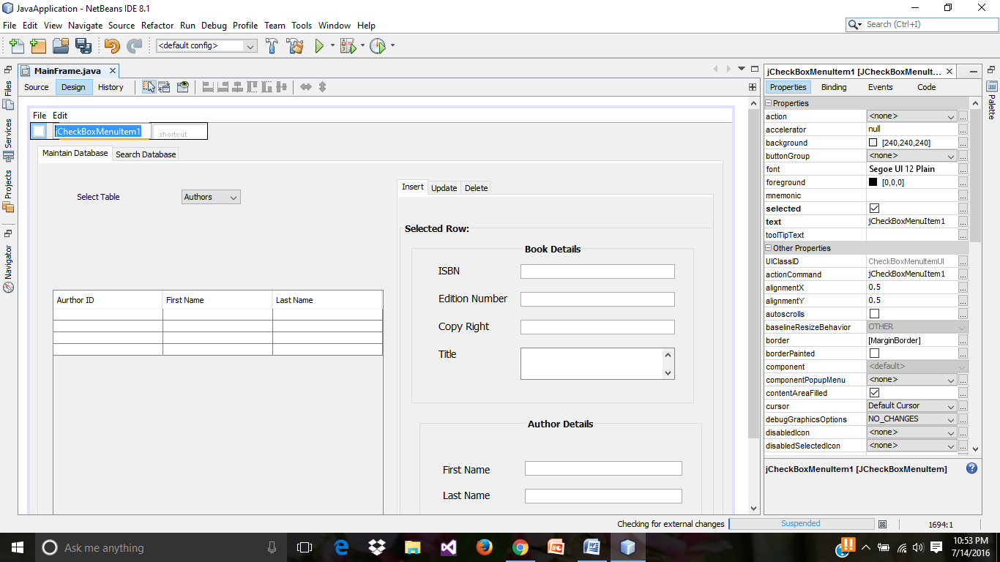 JavaApplication - NetBeans IDE 8.1
File Edit View Navigate Source Refactor Run Debug Profile Team Tools Window Help
Search (Ctrl+I)
<default config>
Files
Services
Projects
Navigator
MainFrame.java
Source Design History
File Edit
jCheckBoxMenuItem1 shortcut
Maintain Database Search Database
Select Table Authors
Aurthor ID First Name Last Name
Insert Update Delete
Selected Row:
Book Details
ISBN
Edition Number
Copy Right
Title
Author Details
First Name
Last Name
jCheckBoxMenuItem1 [JCheckBoxMenuIt...
Properties Binding Events Code
Properties
action <none> ...
accelerator null ...
background [240,240,240] ...
buttonGroup <none> ...
font Segoe UI 12 Plain ...
foreground [0,0,0] ...
mnemonic ...
selected ...
text jCheckBoxMenuItem1 ...
toolTipText ...
Other Properties
UIClassID CheckBoxMenuItemUI ...
actionCommand jCheckBoxMenuItem1 ...
alignmentX 0.5 ...
alignmentY 0.5 ...
autoscrolls ...
baselineResizeBehavior OTHER ...
border [MarginBorder] ...
borderPainted ...
component <default> ...
componentPopupMenu <none> ...
contentAreaFilled ...
cursor Default Cursor ...
debugGraphicsOptions NO_CHANGES ...
disabledIcon <none> ...
disabledSelectedIcon <none> ...
jCheckBoxMenuItem1 [JCheckBoxMenuItem]
Palette
Checking for external changes Suspended 1694:1
Ask me anything
10:53 PM
7/14/2016